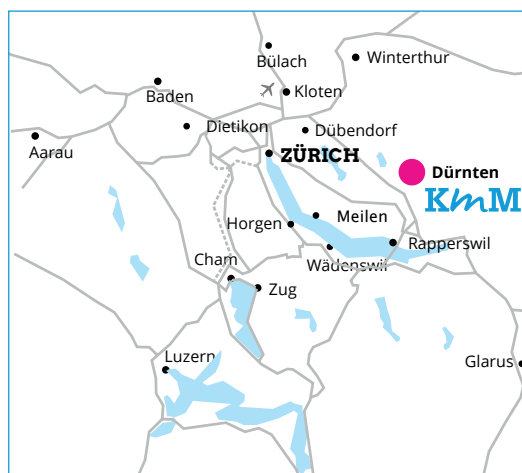 Bülach
Winterthur
Baden
Kloten
Dietikon
Dübendorf
Aarau
ZÜRICH
Dürnten
KmM
Horgen
Meilen
Rapperswil
Cham
Wädenswil
Zug
Luzern
Glarus